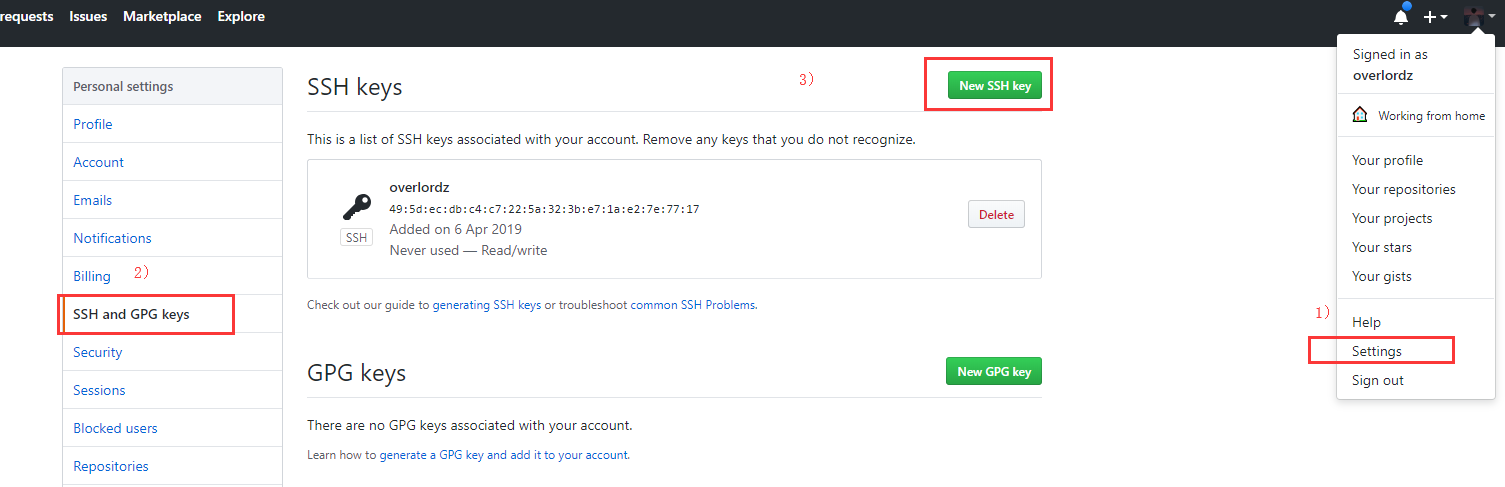 requests Issues Marketplace Explore
Signed in as
overlordz
Working from home
Your profile
Your repositories
Your projects
Your stars
Your gists
1)
Help
Settings
Sign out
Personal settings
Profile
Account
Emails
Notifications
Billing
2)
SSH and GPG keys
Security
Sessions
Blocked users
Repositories
SSH keys
3)
New SSH key
This is a list of SSH keys associated with your account. Remove any keys that you do not recognize.
overlordz
49:5d:ec:db:c4:c7:22:5a:32:3b:e7:1a:e2:7e:77:17
Added on 6 Apr 2019
Never used — Read/write
SSH
Delete
Check out our guide to generating SSH keys or troubleshoot common SSH Problems.
GPG keys
New GPG key
There are no GPG keys associated with your account.
Learn how to generate a GPG key and add it to your account.